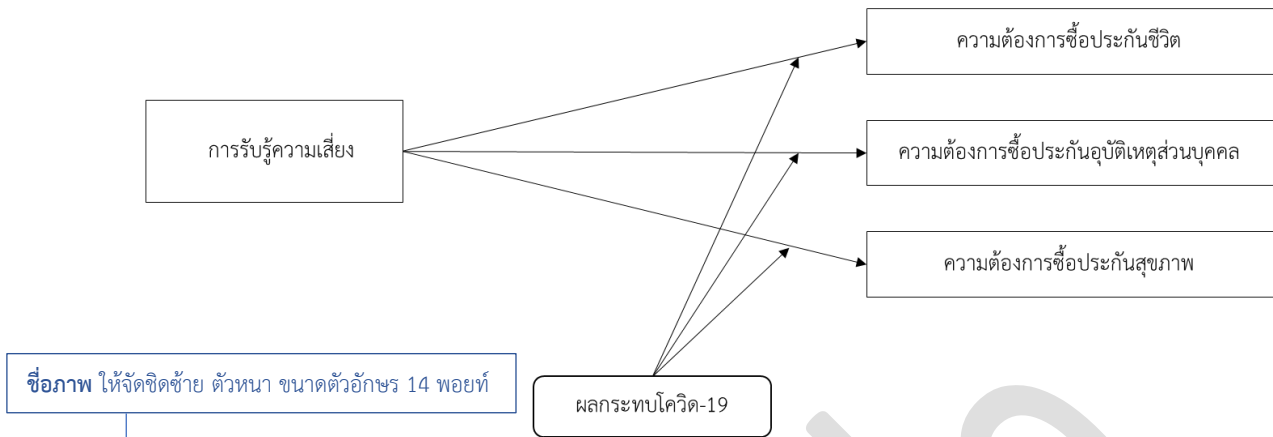 ความต้องการซื้อประกันชีวิต
การรับรู้ความเสี่ยง
ความต้องการซื้อประกันอุบัติเหตุส่วนบุคคล
ความต้องการซื้อประกันสุขภาพ
ชื่อภาพ ให้จัดชิดซ้าย ตัวหนา ขนาดตัวอักษร 14 พอยท์
ผลกระทบโควิด-19